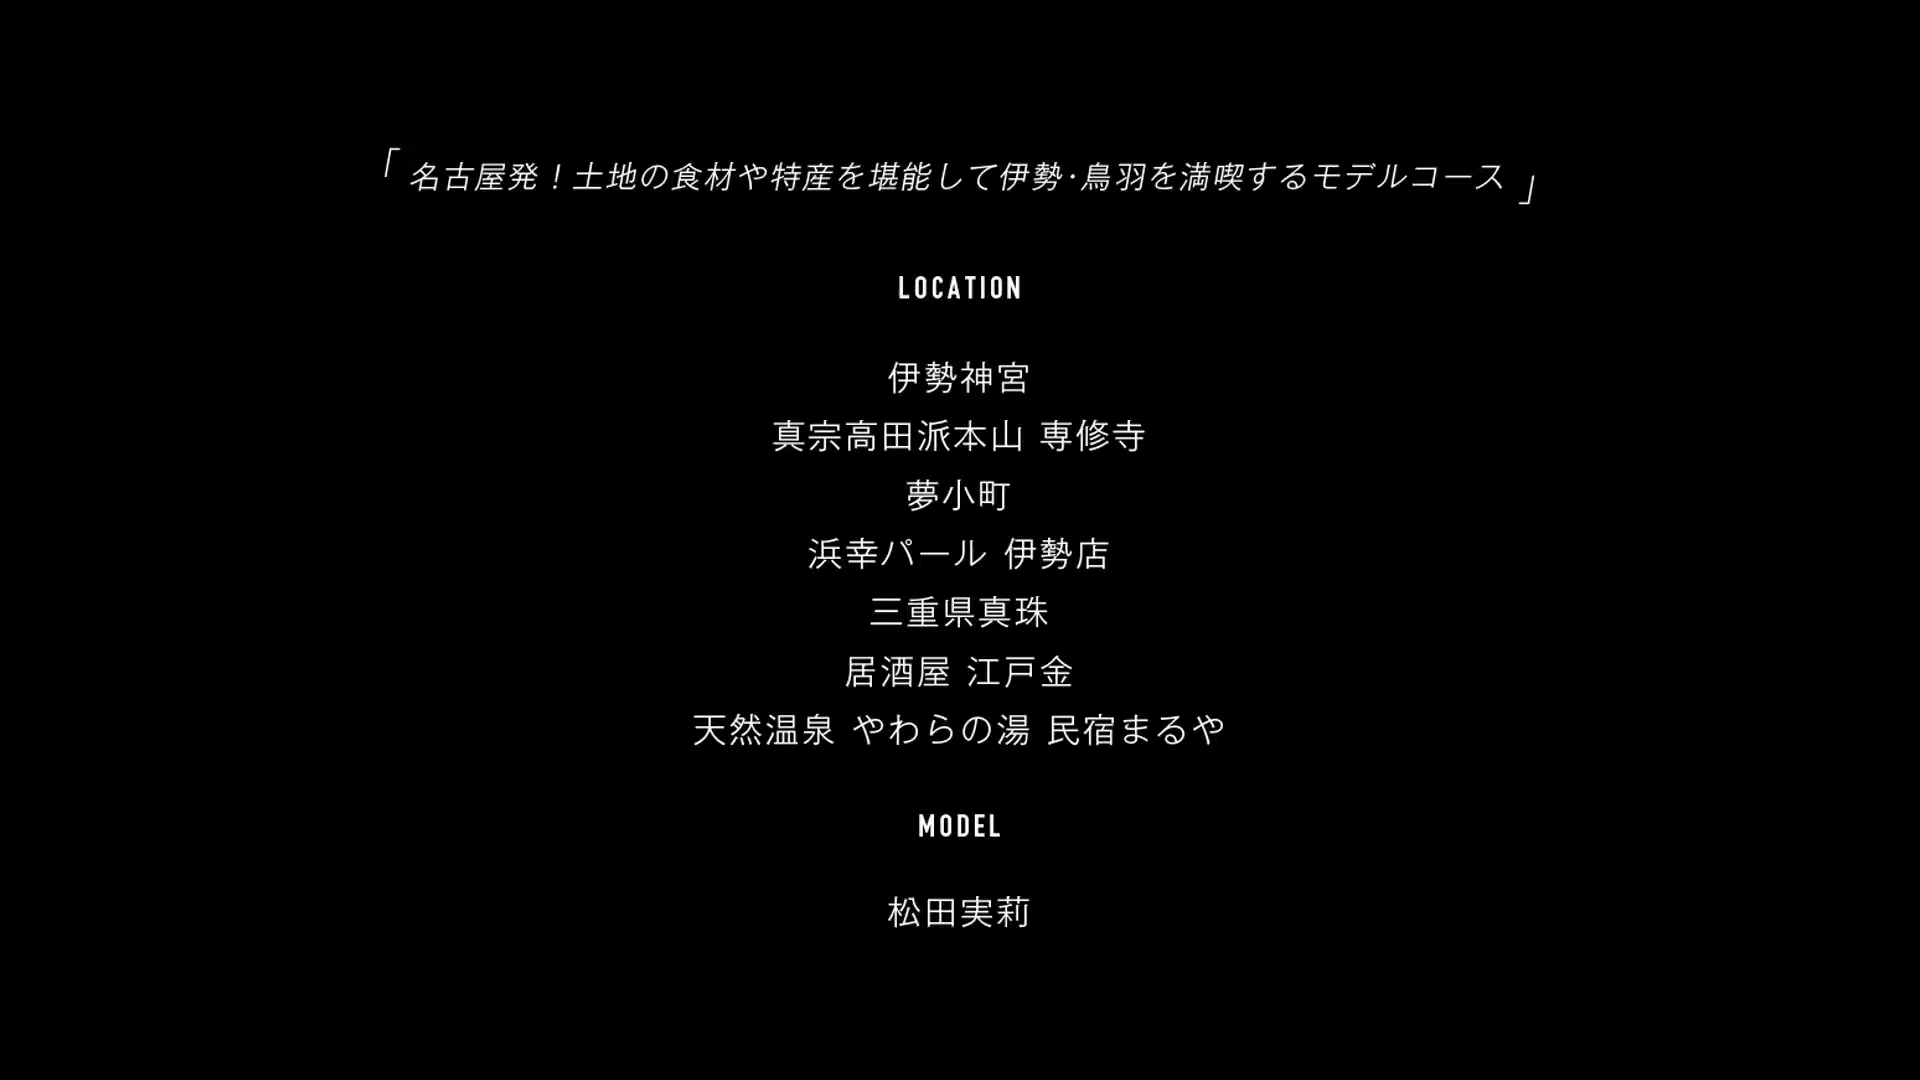 「名古屋発！土地の食材や特産を堪能して伊勢・鳥羽を満喫するモデルコース」
LOCATION
伊勢神宮
真宗高田派本山 専修寺
夢小町
浜幸パール 伊勢店
三重県真珠
居酒屋 江戸金
天然温泉 やわらの湯 民宿まるや
MODEL
松田実莉